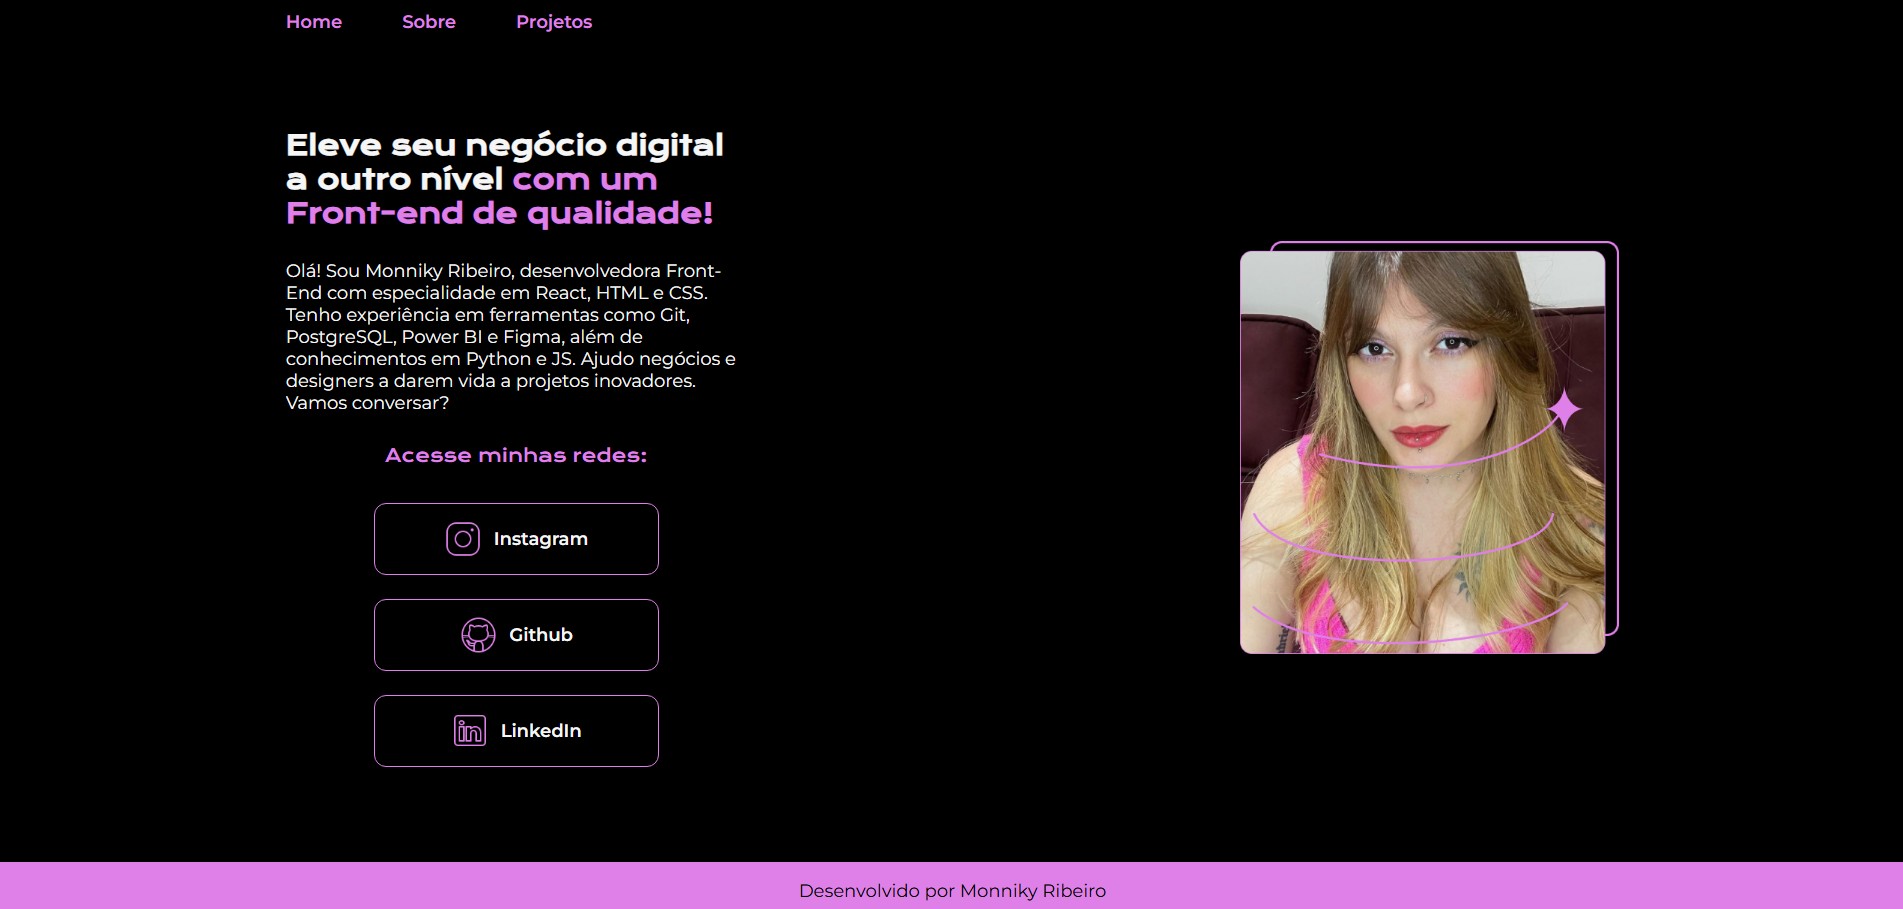 Home Sobre Projetos
Eleve seu negócio digital
a outro nível com um
Front-end de qualidade!
Olá! Sou Monniky Ribeiro, desenvolvedora Front-
End com especialidade em React, HTML e CSS.
Tenho experiência em ferramentas como Git,
PostgreSQL, Power BI e Figma, além de
conhecimentos em Python e JS. Ajudo negócios e
designers a darem vida a projetos inovadores.
Vamos conversar?
Acesse minhas redes:
Instagram
Github
in LinkedIn
Desenvolvido por Monniky Ribeiro